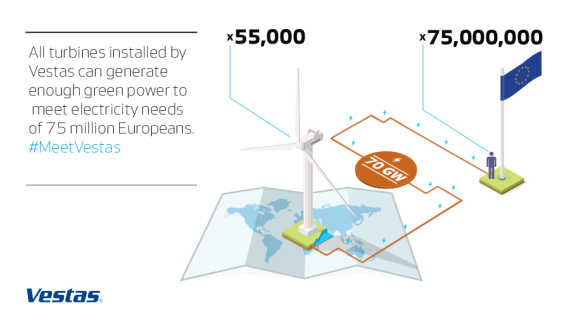 All turbines installed by
Vestas can generate
enough green power to
meet electricity needs
of 75 million Europeans.
#MeetVestas
x55,000
x75,000,000
70 GW
Vestas.